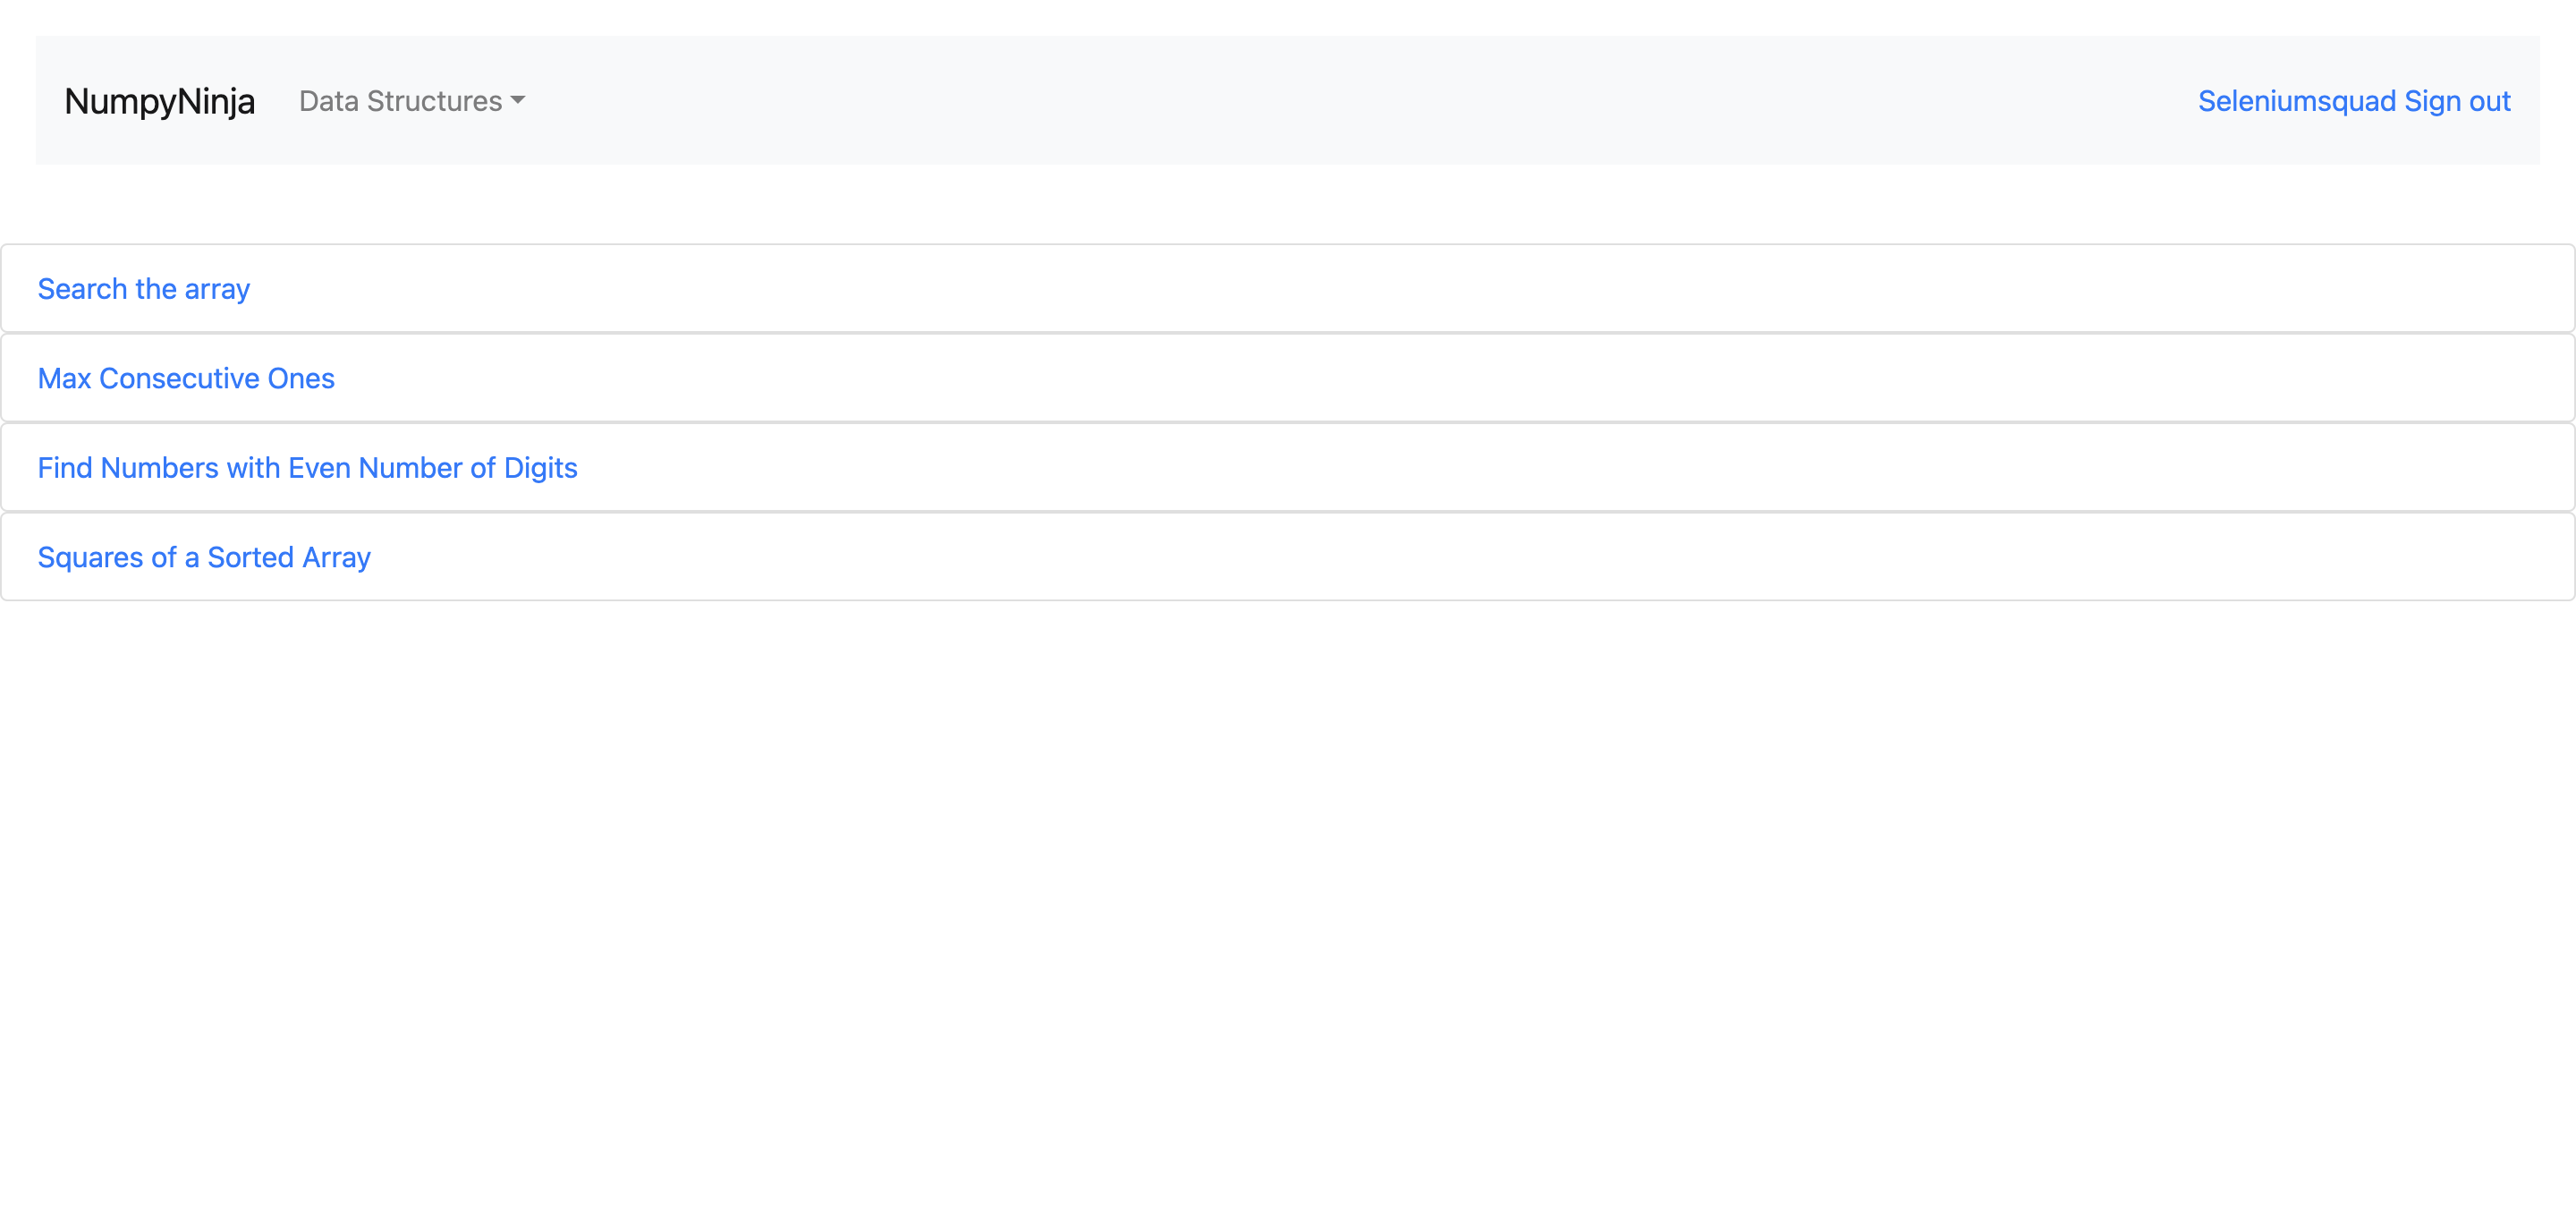 NumpyNinja Data Structures Seleniumsquad Sign out
Search the array
Max Consecutive Ones
Find Numbers with Even Number of Digits
Squares of a Sorted Array